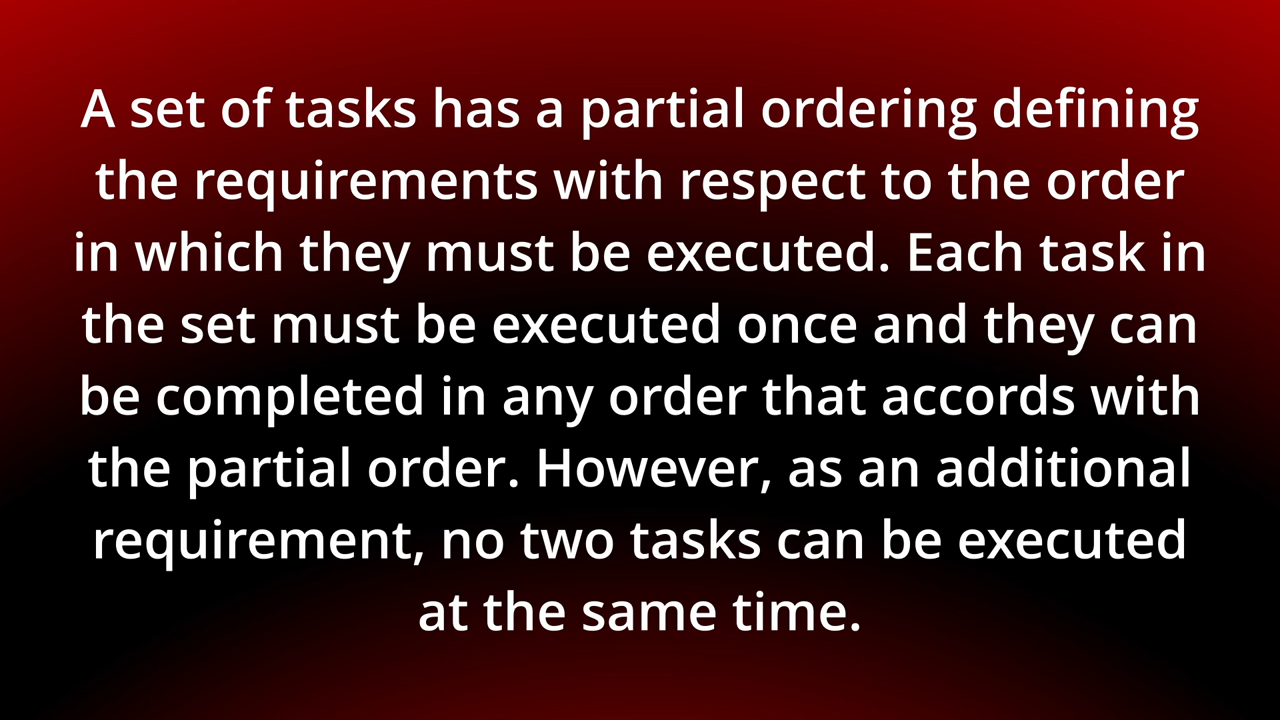 A set of tasks has a partial ordering defining
the requirements with respect to the order
in which they must be executed. Each task in
the set must be executed once and they can
be completed in any order that accords with
the partial order. However, as an additional
requirement, no two tasks can be executed
at the same time.